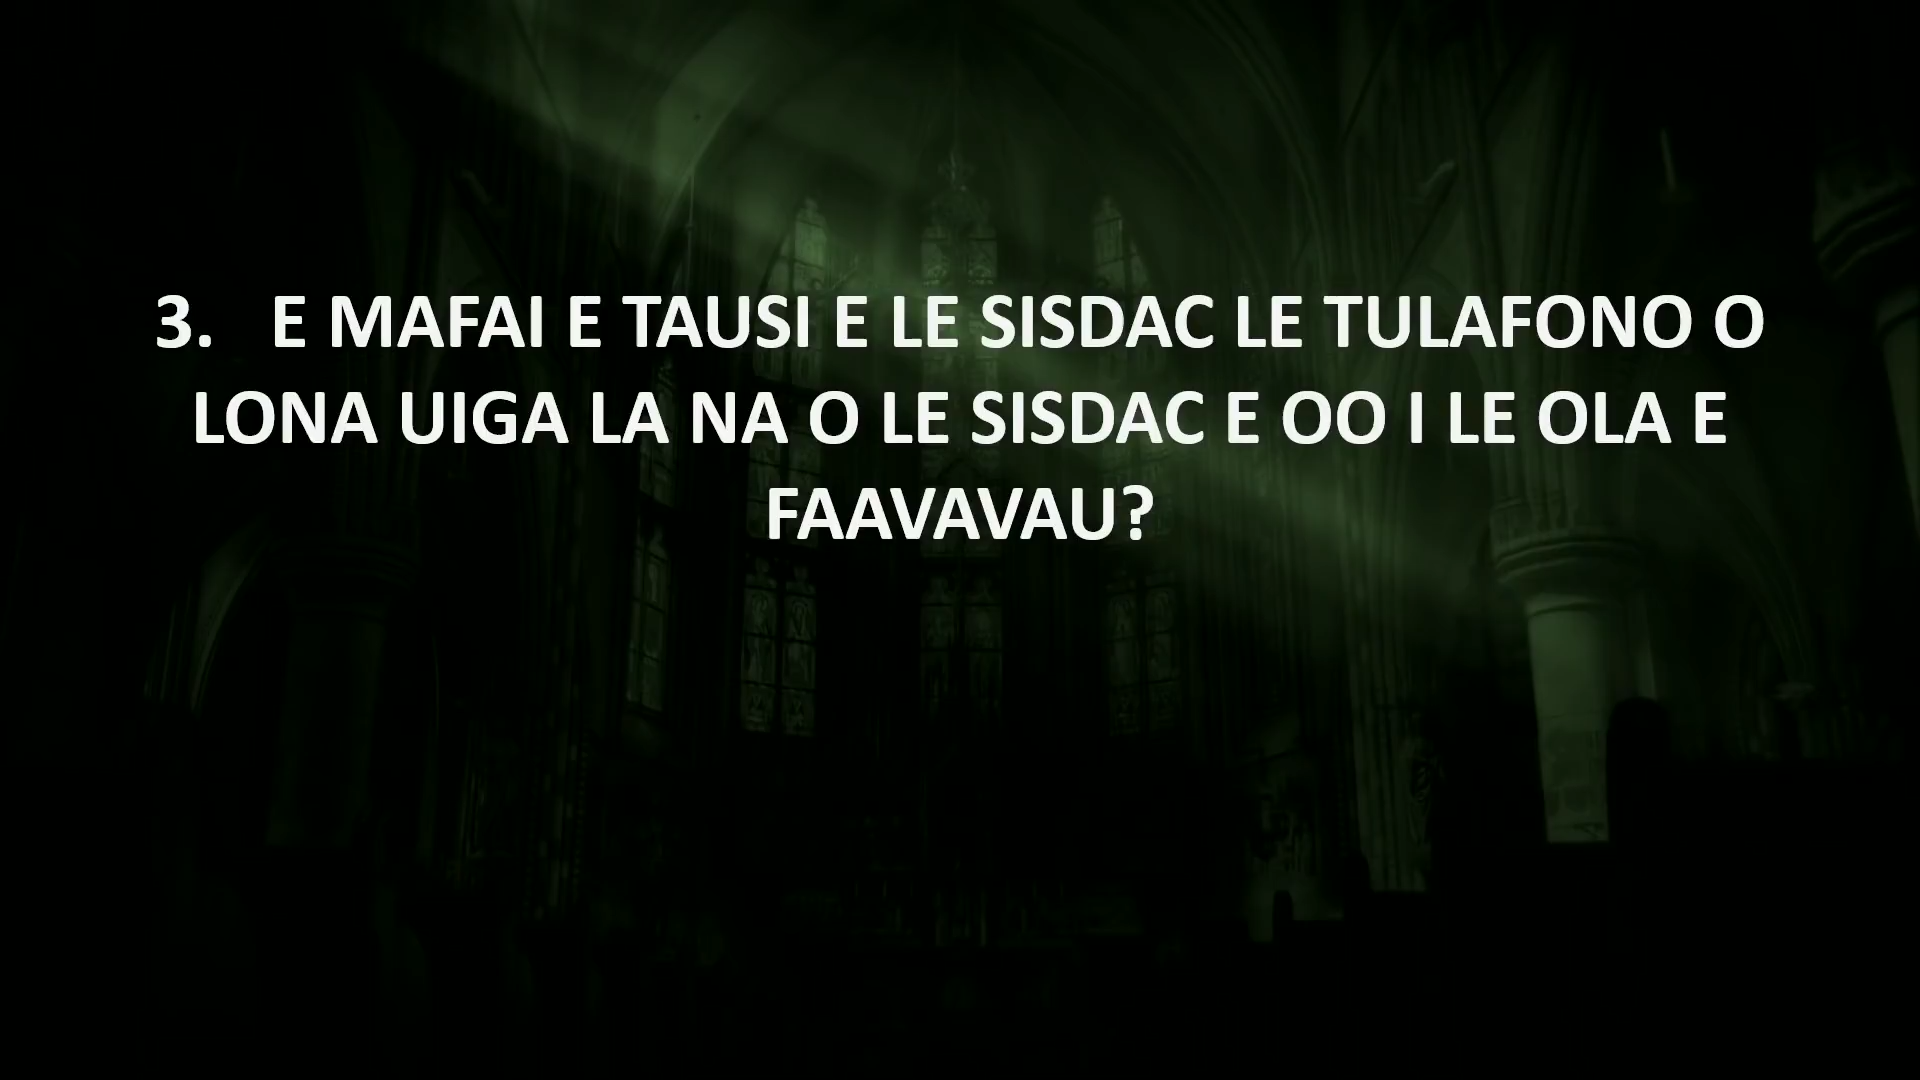 3. E MAFAI E TAUSI E LE SISDAC LE TULAFONO O
LONA UIGA LA NA O LE SISDAC E OO I LE OLA E
FAAVAVAU?